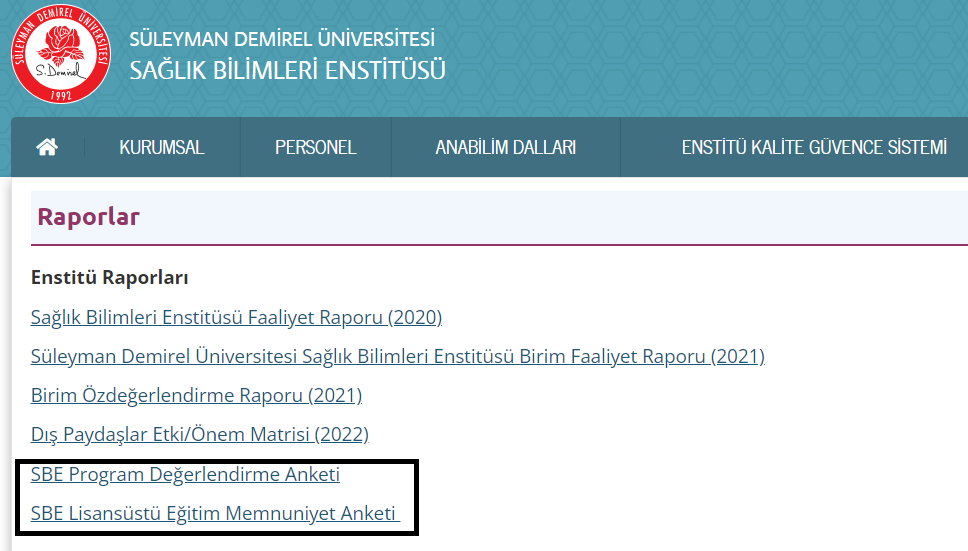 SÜLEYMAN DEMİREL ÜNİVERSİTESİ
S. Demirel
1992
SÜLEYMAN DEMİREL ÜNİVERSİTESİ
SAĞLIK BİLİMLERİ ENSTİTÜSÜ
KURUMSAL PERSONEL ANABİLİM DALLARI ENSTİTÜ KALİTE GÜVENCE SİSTEMİ
Raporlar
Enstitü Raporları
Sağlık Bilimleri Enstitüsü Faaliyet Raporu (2020)
Süleyman Demirel Üniversitesi Sağlık Bilimleri Enstitüsü Birim Faaliyet Raporu (2021)
Birim Özdeğerlendirme Raporu (2021)
Dış Paydaşlar Etki/Önem Matrisi (2022)
SBE Program Değerlendirme Anketi
SBE Lisansüstü Eğitim Memnuniyet Anketi